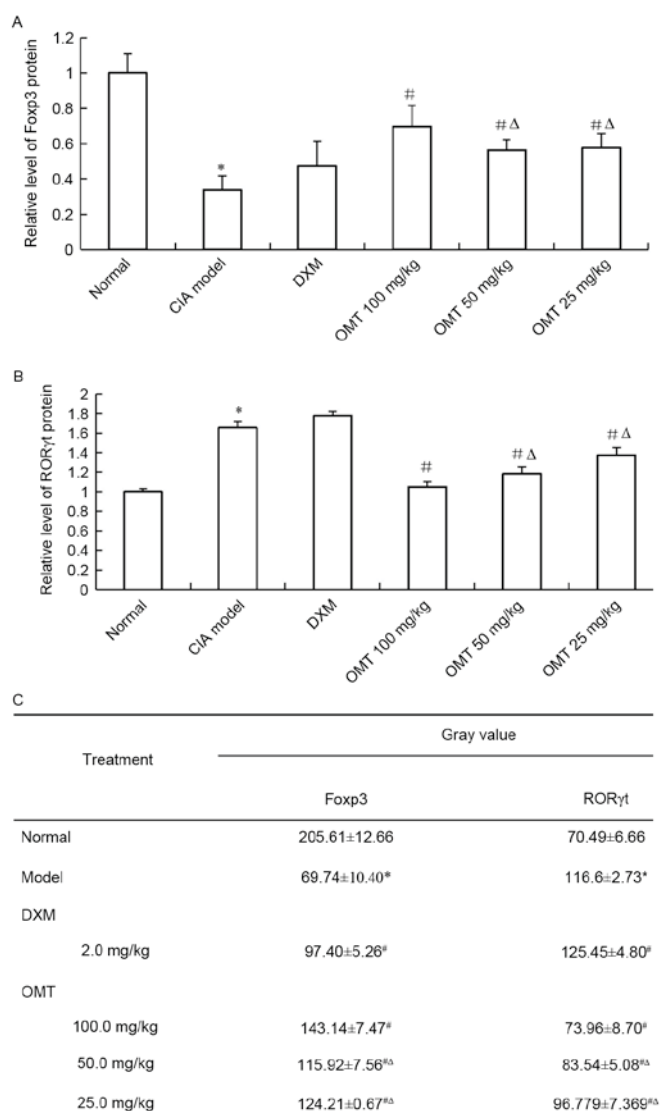 A
Relative level of Foxp3 protein
1.2
1
0.8
0.6
0.4
0.2
0
*
#
#Δ
#Δ
Normal
CIA model
DXM
OMT 100 mg/kg
OMT 50 mg/kg
OMT 25 mg/kg
B
Relative level of RORγt protein
2
1.8
1.6
1.4
1.2
1
0.8
0.6
0.4
0.2
0
*
#
#Δ
#Δ
Normal
CIA model
DXM
OMT 100 mg/kg
OMT 50 mg/kg
OMT 25 mg/kg
C
Treatment Gray value
Foxp3 RORγt
Normal 205.61±12.66 70.49±6.66
Model 69.74±10.40* 116.6±2.73*
DXM
2.0 mg/kg 97.40±5.26# 125.45±4.80#
OMT
100.0 mg/kg 143.14±7.47# 73.96±8.70#
50.0 mg/kg 115.92±7.56#Δ 83.54±5.08#Δ
25.0 mg/kg 124.21±0.67#Δ 96.779±7.369#Δ